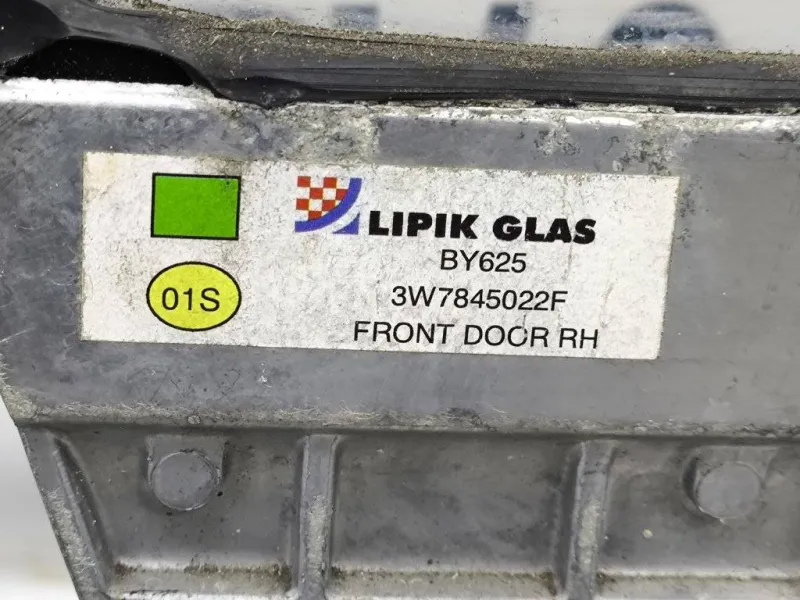 LIPIK GLAS
BY625
01S
3W7845022F
FRONT DOOR RH